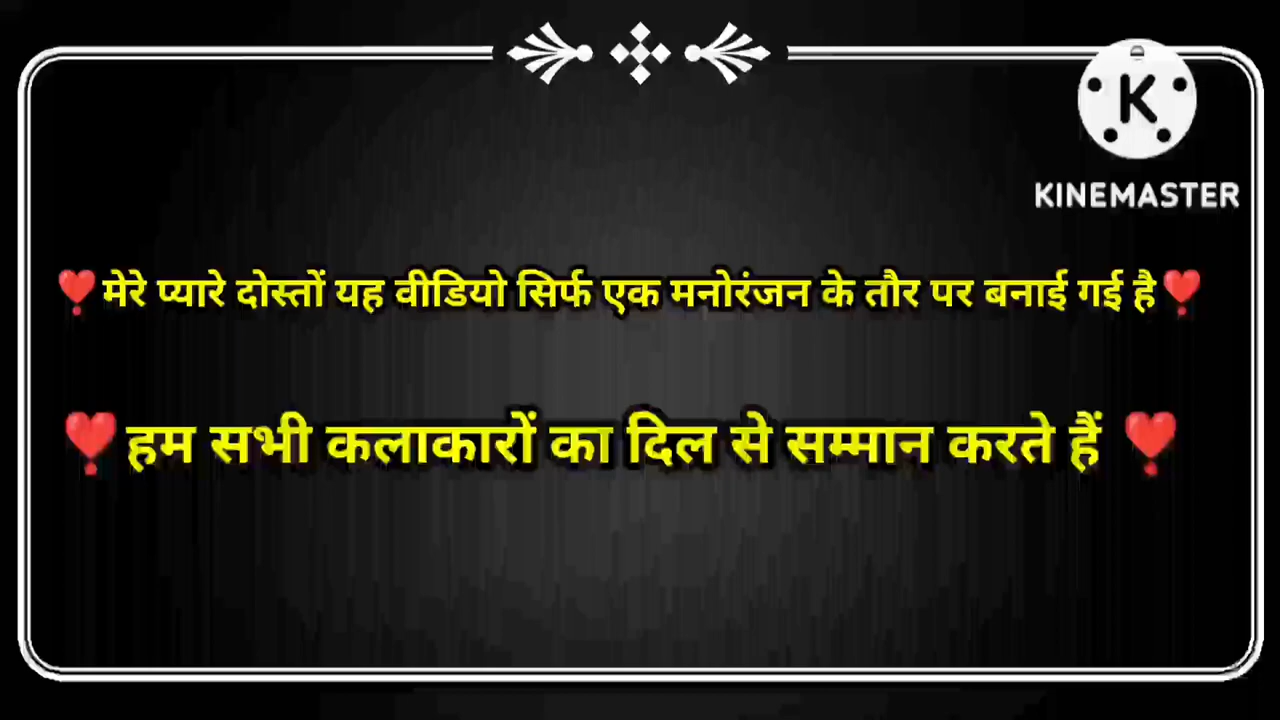 K
KINEMASTER
❣️मेरे प्यारे दोस्तों यह वीडियो सिर्फ एक मनोरंजन के तौर पर बनाई गई है❣️
❣️हम सभी कलाकारों का दिल से सम्मान करते हैं ❣️